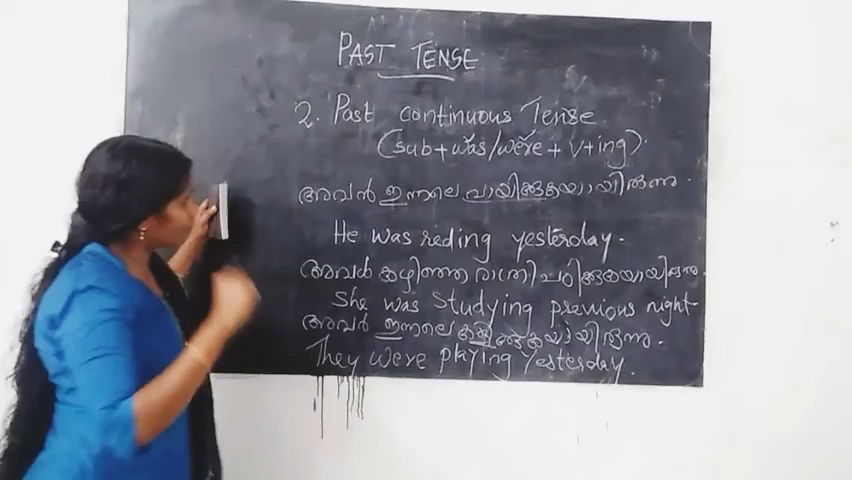 PAST TENSE
2. Past continuous Tense
(sub+was/were + v+ing).
അവൻ ഇന്നലെ വായിക്കുകയായിരുന്നു.
He was reding yesterday.
അവൾ കഴിഞ്ഞ രാത്രി പഠിക്കുകയായിരുന്നു.
She was studying previous night
അവർ ഇന്നലെ കളിക്കുകയായിരുന്നു.
They were playing yesterday.